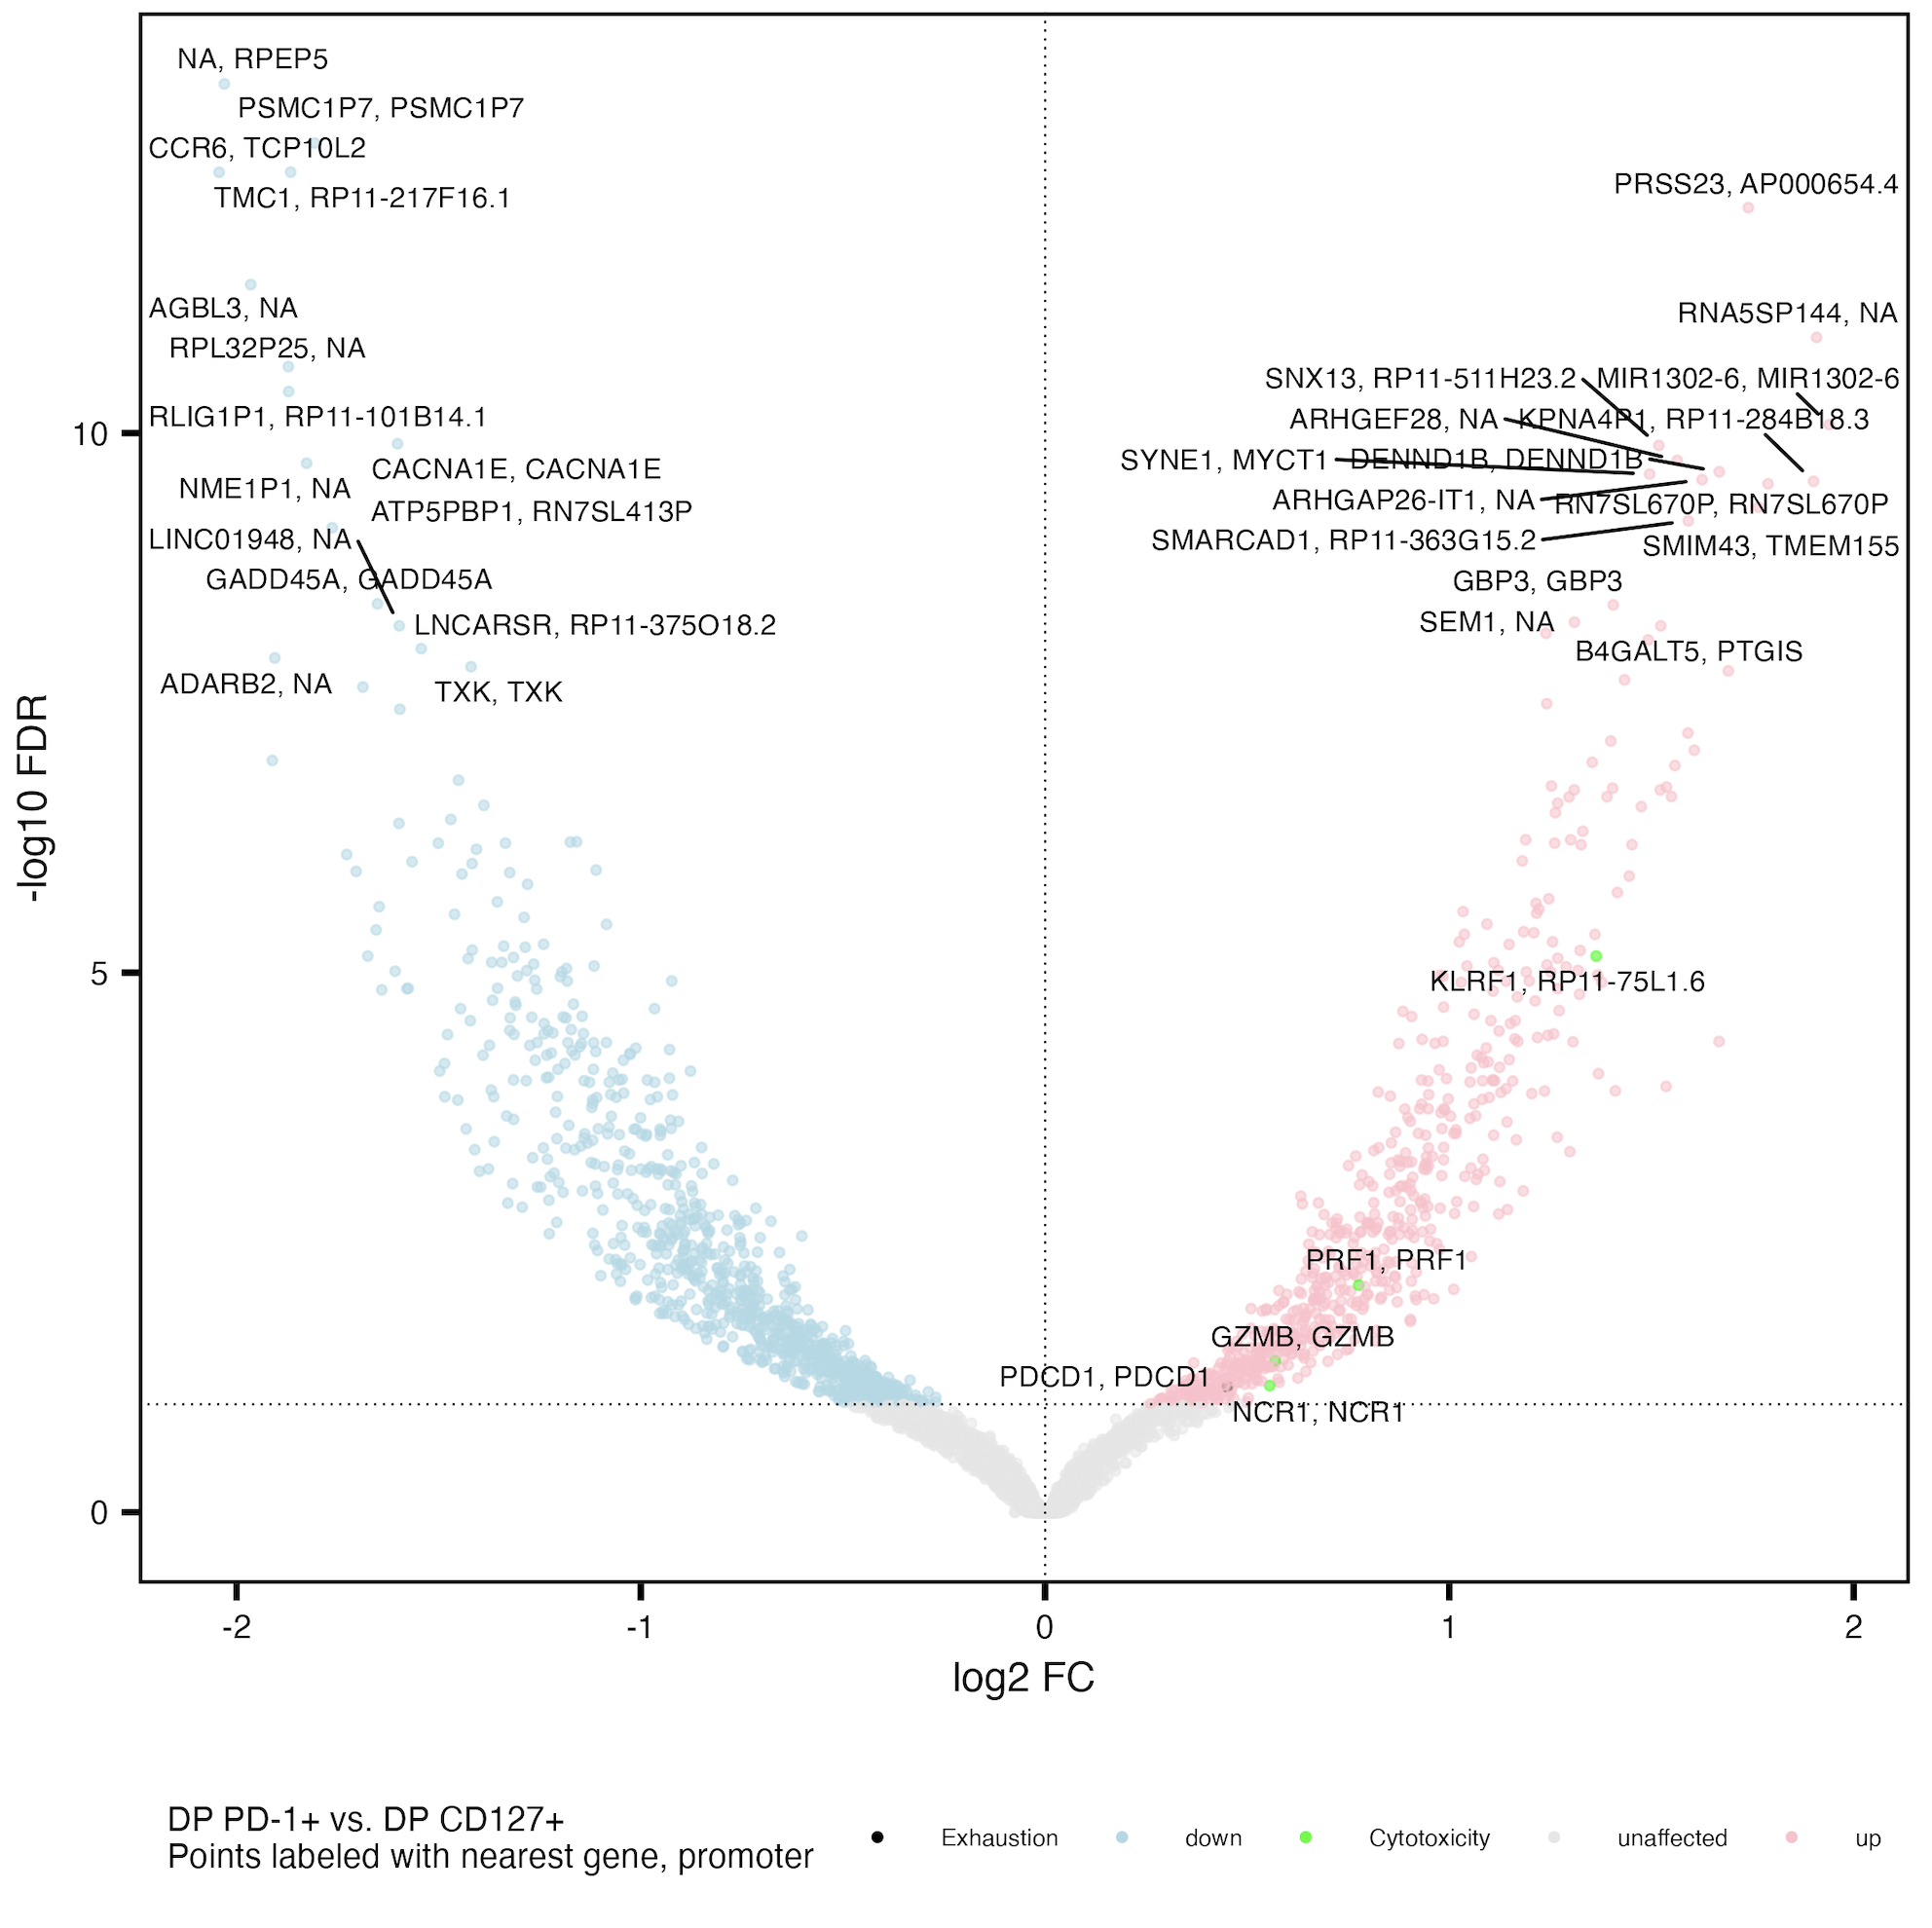 NA, RPEP5
PSMC1P7, PSMC1P7
CCR6, TCP10L2
TMC1, RP11-217F16.1
PRSS23, AP000654.4
AGBL3, NA
RNA5SP144, NA
RPL32P25, NA
SNX13, RP11-511H23.2
MIR1302-6, MIR1302-6
RLIG1P1, RP11-101B14.1
ARHGEF28, NA
KPNA4P1, RP11-284B18.3
10
CACNA1E, CACNA1E
SYNE1, MYCT1
DENND1B, DENND1B
NME1P1, NA
ARHGAP26-IT1, NA
RN7SL670P, RN7SL670P
ATP5PBP1, RN7SL413P
LINC01948, NA
SMARCAD1, RP11-363G15.2
SMIM43, TMEM155
GADD45A, GADD45A
GBP3, GBP3
LNCARSR, RP11-375O18.2
SEM1, NA
B4GALT5, PTGIS
ADARB2, NA
TXK, TXK
-log10 FDR
5
KLRF1, RP11-75L1.6
PRF1, PRF1
GZMB, GZMB
PDCD1, PDCD1
NCR1, NCR1
0
-2
-1
0
1
2
log2 FC
DP PD-1+ vs. DP CD127+
Points labeled with nearest gene, promoter
Exhaustion
down
Cytotoxicity
unaffected
up